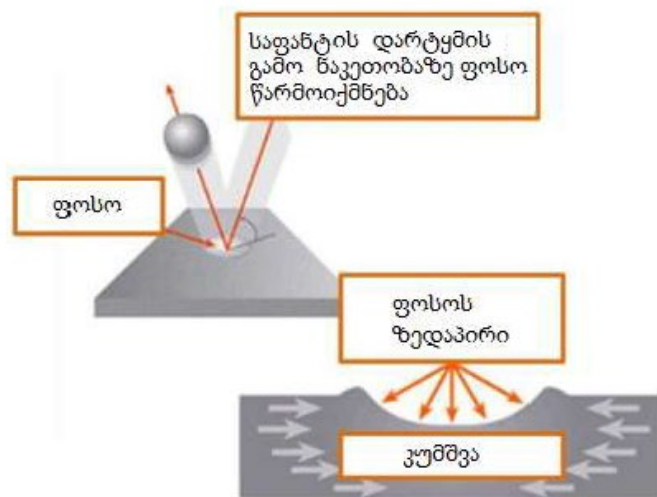 საფანტის დარტყმის
გამო ნაკეთობაზე ფოსო
წარმოიქმნება
ფოსო
ფოსოს
ზედაპირი
კუმშვა